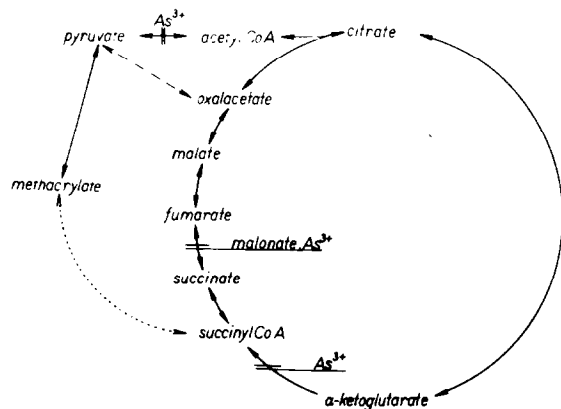 As³⁺
pyruvate acetyl CoA citrate
oxalacetate
malate
methacrylate
fumarate
malonate, As³⁺
succinate
succinylCoA
As³⁺
α-ketoglutarate